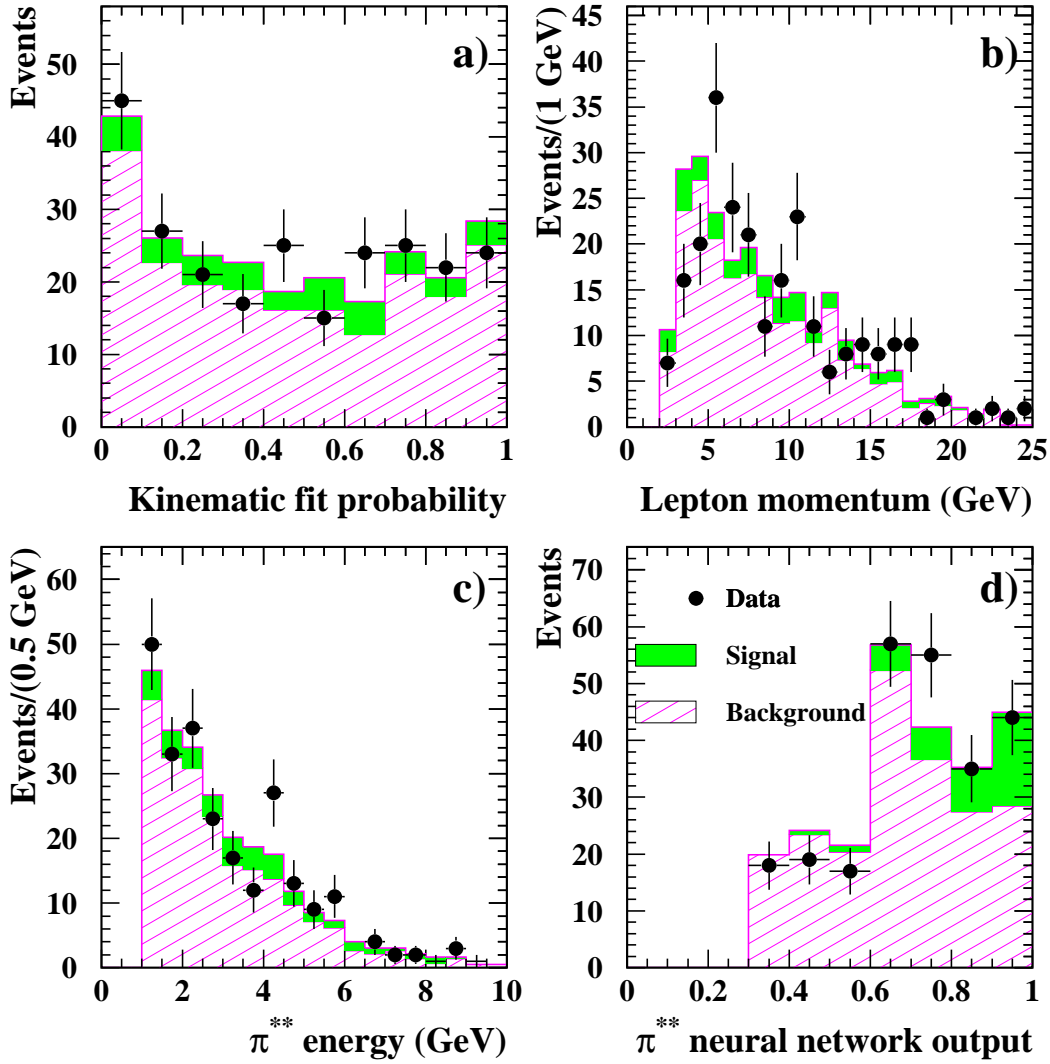 Events
a)
50
40
30
20
10
0
0 0.2 0.4 0.6 0.8 1
Kinematic fit probability
Events/(1 GeV)
b)
45
40
35
30
25
20
15
10
5
0
0 5 10 15 20 25
Lepton momentum (GeV)
Events/(0.5 GeV)
c)
60
50
40
30
20
10
0
0 2 4 6 8 10
π** energy (GeV)
Events
d)
70
60
50
40
30
20
10
0
Data
Signal
Background
0 0.2 0.4 0.6 0.8 1
π** neural network output